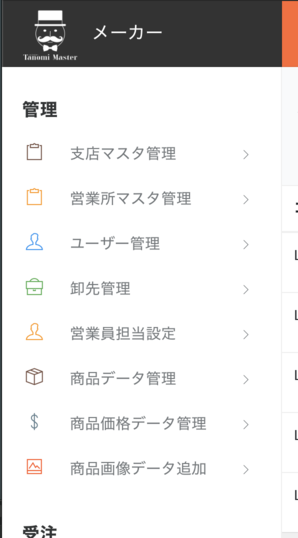 メーカー
Tanomi Master
管理
支店マスタ管理
営業所マスタ管理
ユーザー管理
卸先管理
営業員担当設定
商品データ管理
商品価格データ管理
商品画像データ追加
受注